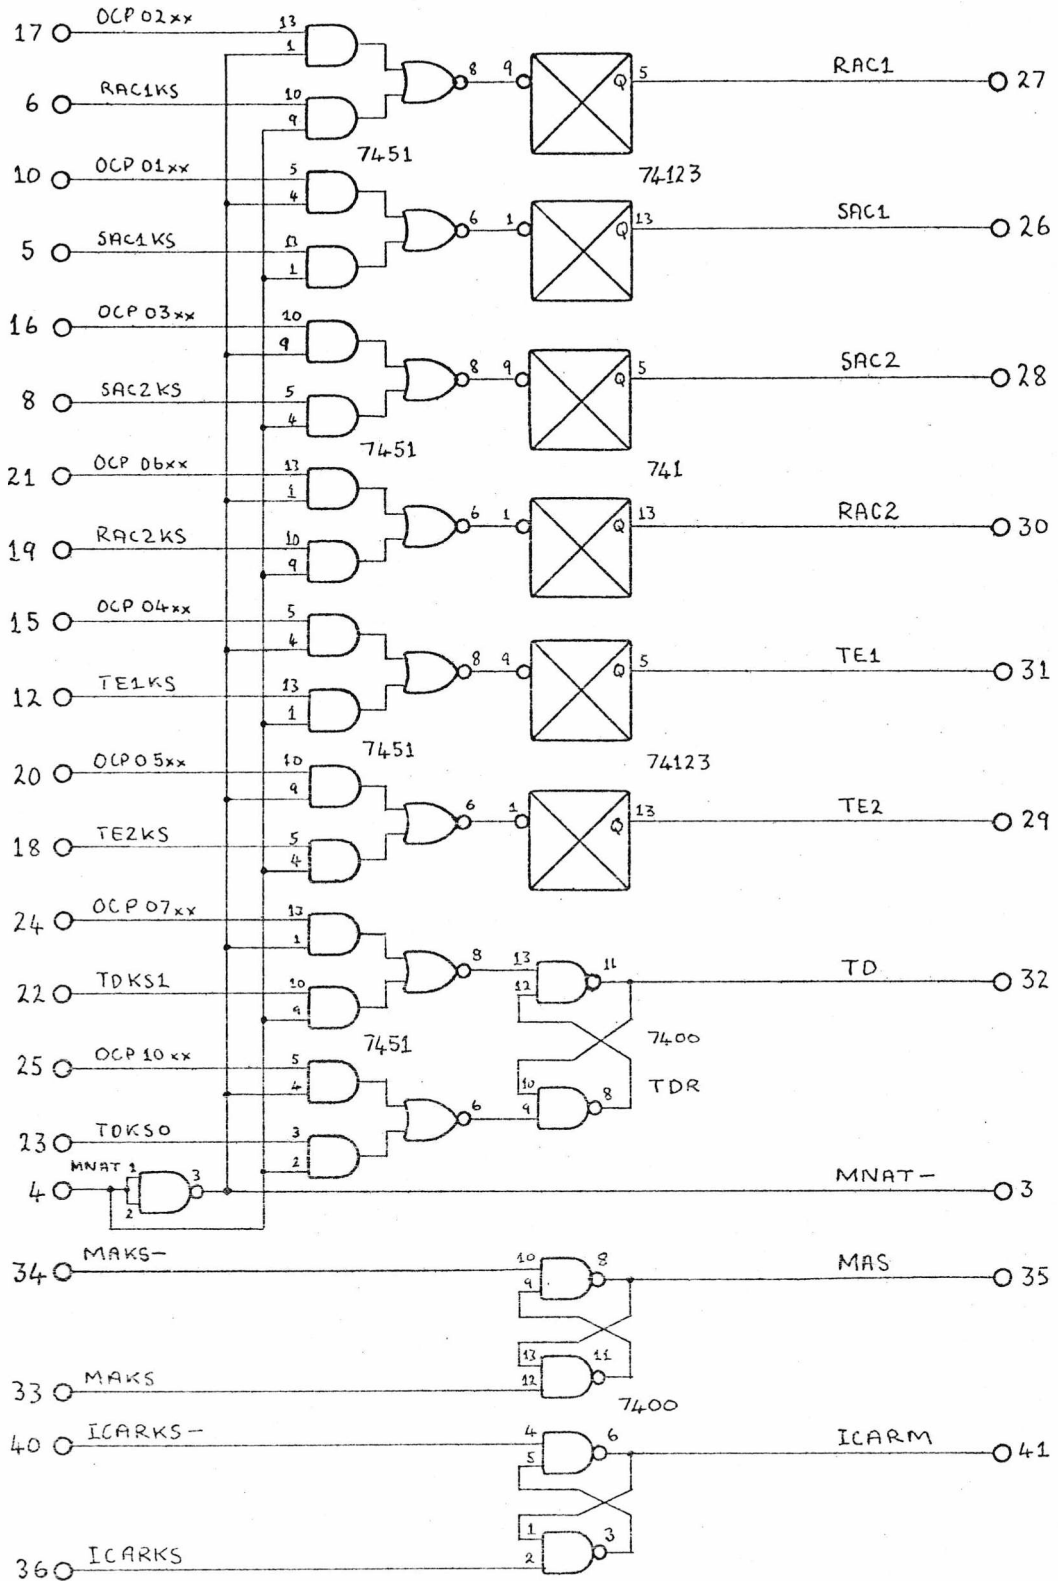 17 OCP 02xx 13
1
8 9 Q 5 RAC1 27
6 RAC1KS 10
9
7451
74123
10 OCP 01xx 5
4
6 1 Q 13 SAC1 26
5 SAC1KS 13
1
16 OCP 03xx 10
9
8 9 Q 5 SAC2 28
8 SAC2KS 5
4
7451
741
21 OCP 06xx 13
1
6 1 Q 13 RAC2 30
19 RAC2KS 10
9
15 OCP 04xx 5
4
8 9 Q 5 TE1 31
12 TE1KS 13
1
7451
74123
20 OCP 05xx 10
9
6 1 Q 13 TE2 29
18 TE2KS 5
4
24 OCP 07xx 13
1
8 13 11 TD 32
12
22 TDKS1 10
9
7451
7400
25 OCP 10xx 5
4
10 8 TDR
6 9
23 TDKS0 3
2
4 MNAT 1 3 MNAT- 3
2
34 MAKS- 10 8 MAS 35
9
13 11
33 MAKS 12
7400
40 ICARKS- 4 6 ICARM 41
5
1 3
36 ICARKS 2